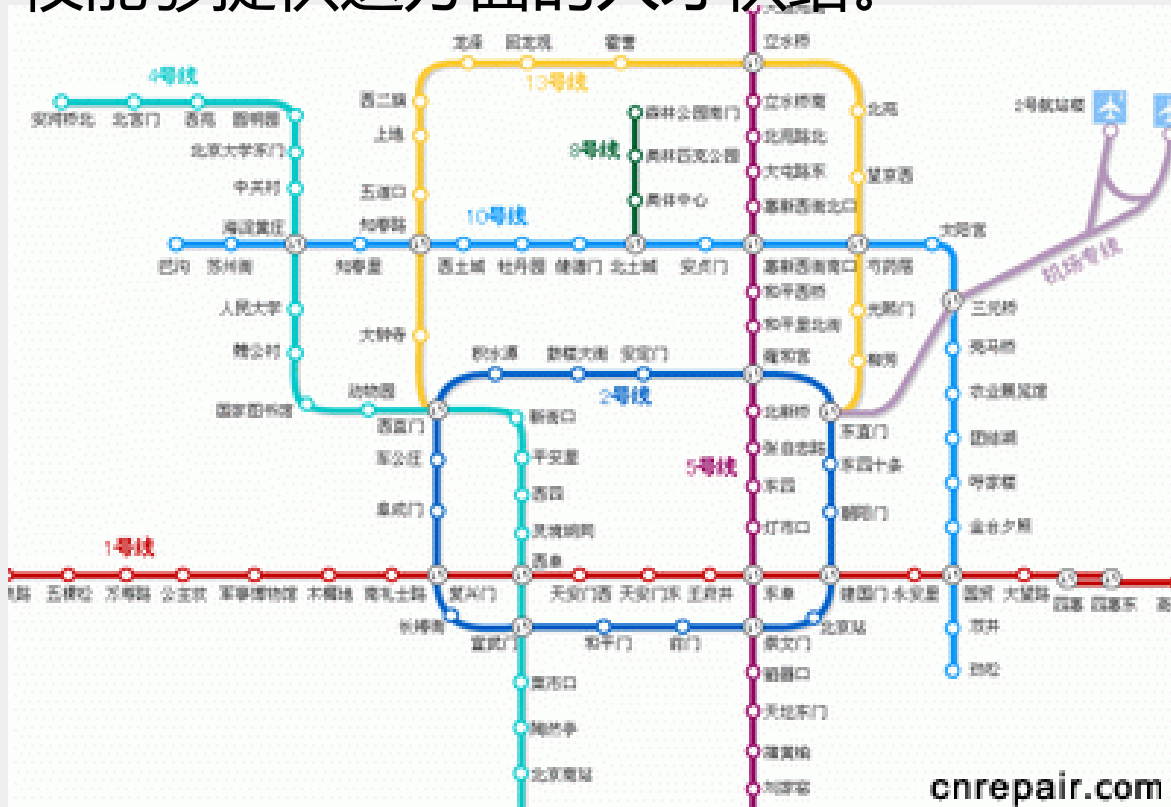 立水桥
龙泽 回龙观 霍营
4号线
13号线
西二旗
立水桥南
北苑
2号航站楼
安河桥北 北宫门 西苑 圆明园
森林公园南门
上地
北苑路北
北京大学东门
8号线
奥林匹克公园
大屯路东
望京西
中关村
五道口
奥体中心
惠新西街北口
海淀黄庄
知春路
10号线
太阳宫
巴沟 苏州街
知春里
西土城 牡丹园 健德门 北土城 安贞门
惠新西街南口 芍药居
机场专线
和平西桥
人民大学
光熙门
三元桥
大钟寺
和平里北街
魏公村
积水潭 鼓楼大街 安定门
雍和宫
柳芳
亮马桥
动物园
2号线
农业展览馆
国家图书馆
西直门
新街口
北新桥
东直门
团结湖
车公庄
平安里
5号线
张自忠路
东四十条
西四
东四
呼家楼
阜成门
朝阳门
灵境胡同
灯市口
金台夕照
1号线
西单
五棵松 万寿路 公主坟 军事博物馆 木樨地 南礼士路 复兴门
天安门西 天安门东 王府井 东单 建国门 永安里 国贸 大望路 四惠 四惠东
长椿街
宣武门 和平门 前门 崇文门
北京站
双井
菜市口
磁器口
劲松
天坛东门
陶然亭
蒲黄榆
北京南站
刘家窑
cnrepair.com